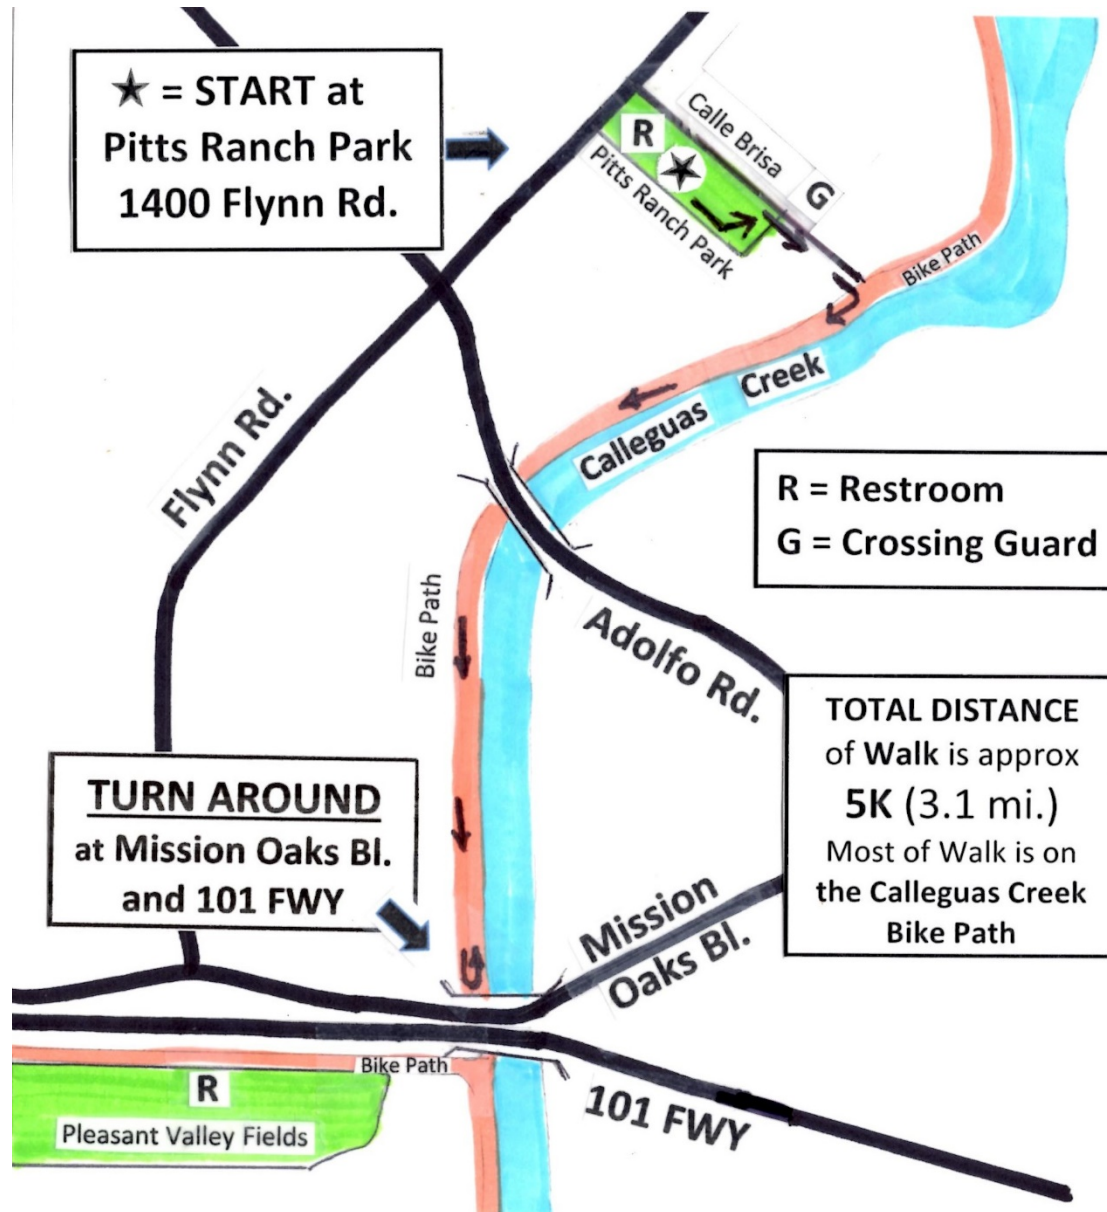 ★ = START at
Pitts Ranch Park
1400 Flynn Rd.
R
Calle Brisa
G
Pitts Ranch Park
Bike Path
Flynn Rd.
Calleguas Creek
R = Restroom
G = Crossing Guard
Bike Path
Adolfo Rd.
TOTAL DISTANCE
of Walk is approx
5K (3.1 mi.)
Most of Walk is on
the Calleguas Creek
Bike Path
TURN AROUND
at Mission Oaks Bl.
and 101 FWY
Mission
Oaks Bl.
Bike Path
R
Pleasant Valley Fields
101 FWY